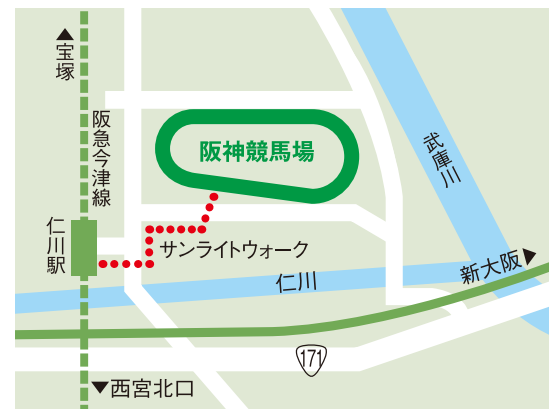 ▲宝塚
阪急今津線
阪神競馬場
武庫川
仁川駅
サンライトウォーク
仁川
新大阪▶
171
▼西宮北口